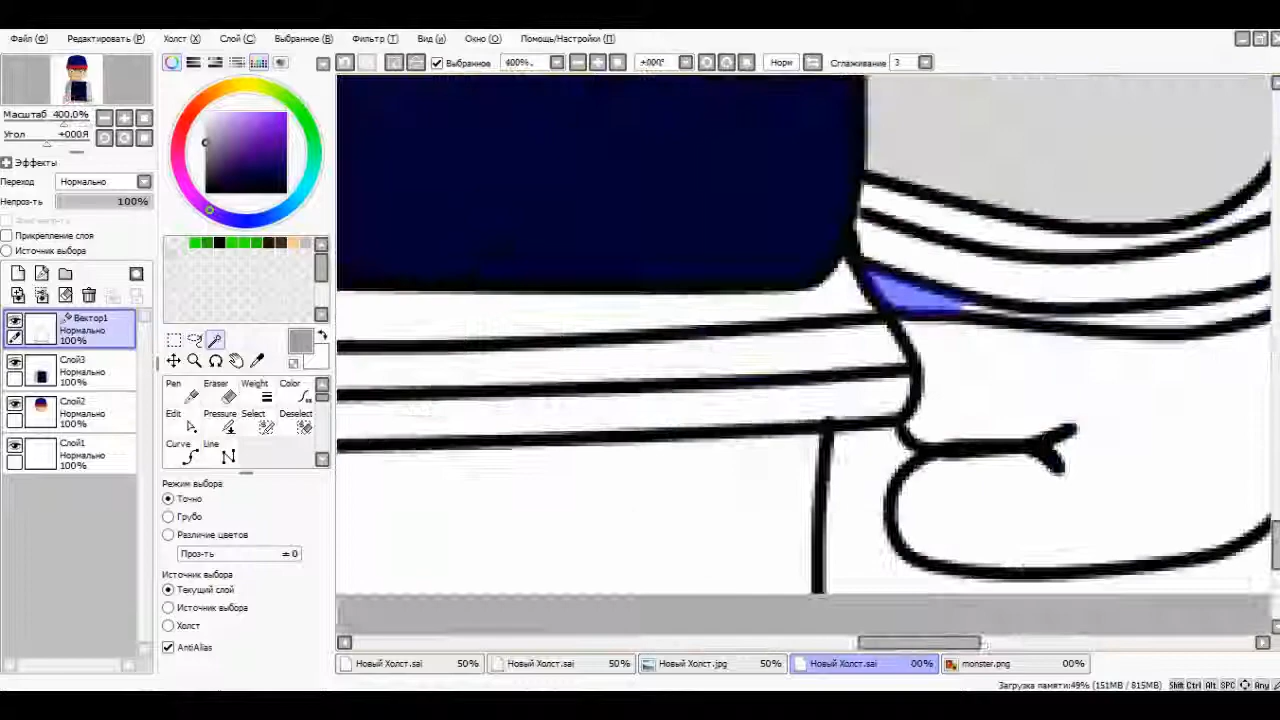 Файл (Ф) Редактировать (Р) Холст (Х) Слой (С) Выбранное (В) Фильтр (Т) Вид (и) Окно (О) Помощь/Настройки (П)
Выбранное 400% +000° Нори Сглаживание 3
Масштаб 400.0%
Угол +000Я
Эффекты
Переход Нормально
Непроз-ть 100%
Прикрепление слоя
Источник выбора
Вектор1
Нормально
100%
Слой3
Нормально
100%
Слой2
Нормально
100%
Слой1
Нормально
100%
Pen Eraser Weight Color
Edit Pressure Select Deselect
Curve Line
Режим выбора
Точно
Грубо
Различие цветов
Проз-ть ±0
Источник выбора
Текущий слой
Источник выбора
Холст
AntiAlias
Новый Холст.sai 50% Новый Холст.sai 50% Новый Холст.jpg 50% Новый Холст.sai 00% monster.png 00%
Загрузка памяти:49% (151MB / 815MB) Shift Ctrl Alt SPC Any